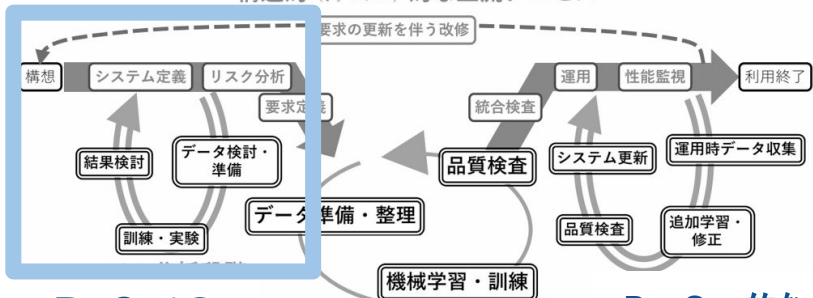 要求の更新を伴う改修
構想
システム定義
リスク分析
運用
性能監視
利用終了
要求定義
統合検査
結果検討
データ検討・
準備
品質検査
システム更新
運用時データ収集
データ準備・整理
訓練・実験
品質検査
追加学習・
修正
機械学習・訓練